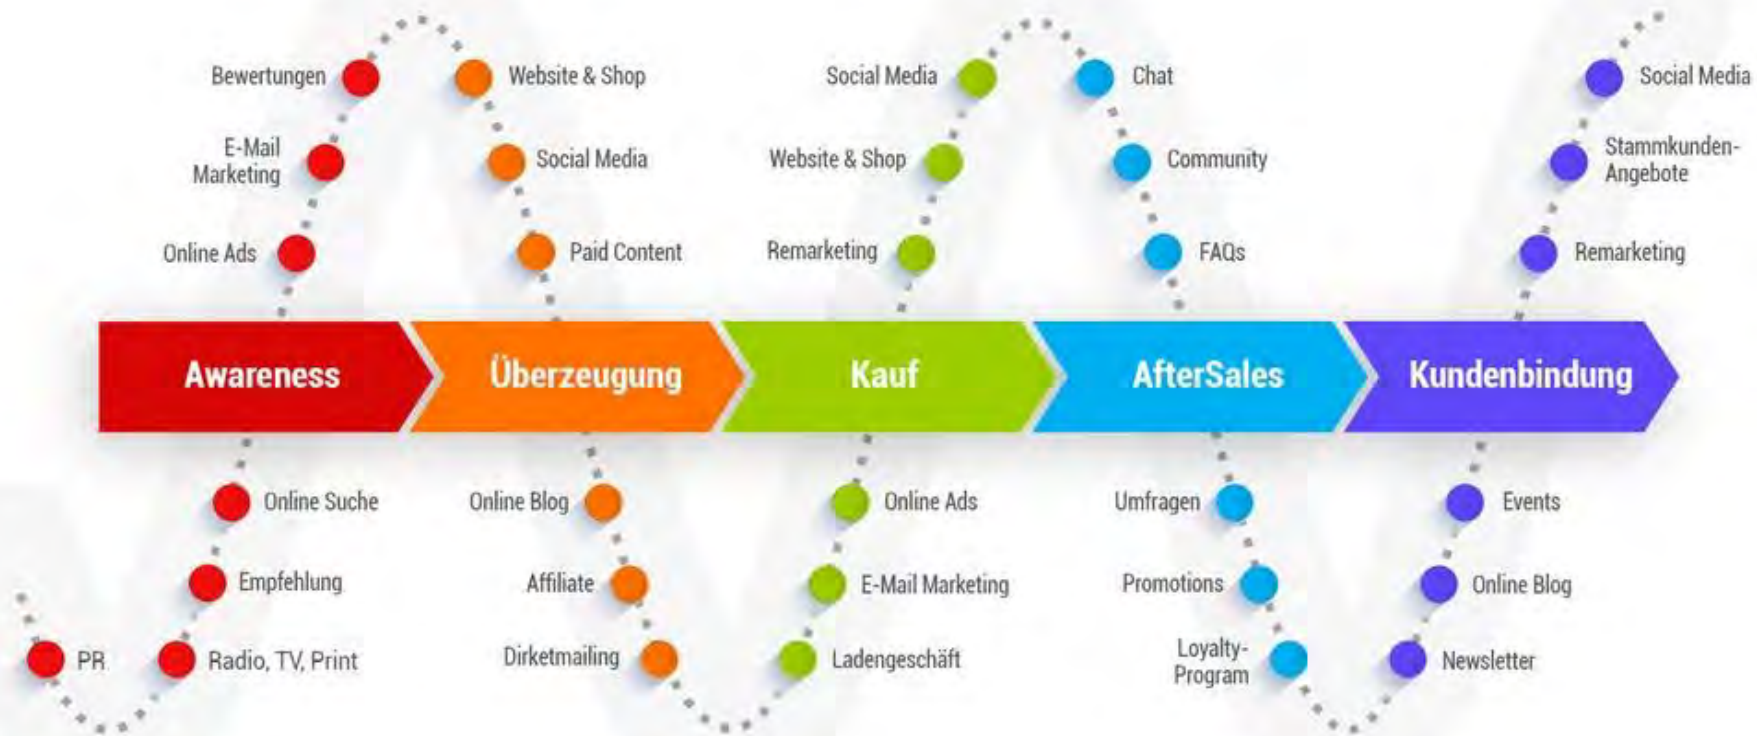 Bewertungen
Website & Shop
Social Media
Chat
Social Media
E-Mail
Marketing
Social Media
Website & Shop
Community
Stammkunden-
Angebote
Online Ads
Paid Content
Remarketing
FAQs
Remarketing
Awareness
Überzeugung
Kauf
AfterSales
Kundenbindung
Online Suche
Online Blog
Online Ads
Umfragen
Events
Empfehlung
Affiliate
E-Mail Marketing
Promotions
Online Blog
PR
Radio, TV, Print
Dirketmailing
Ladengeschäft
Loyalty-
Program
Newsletter